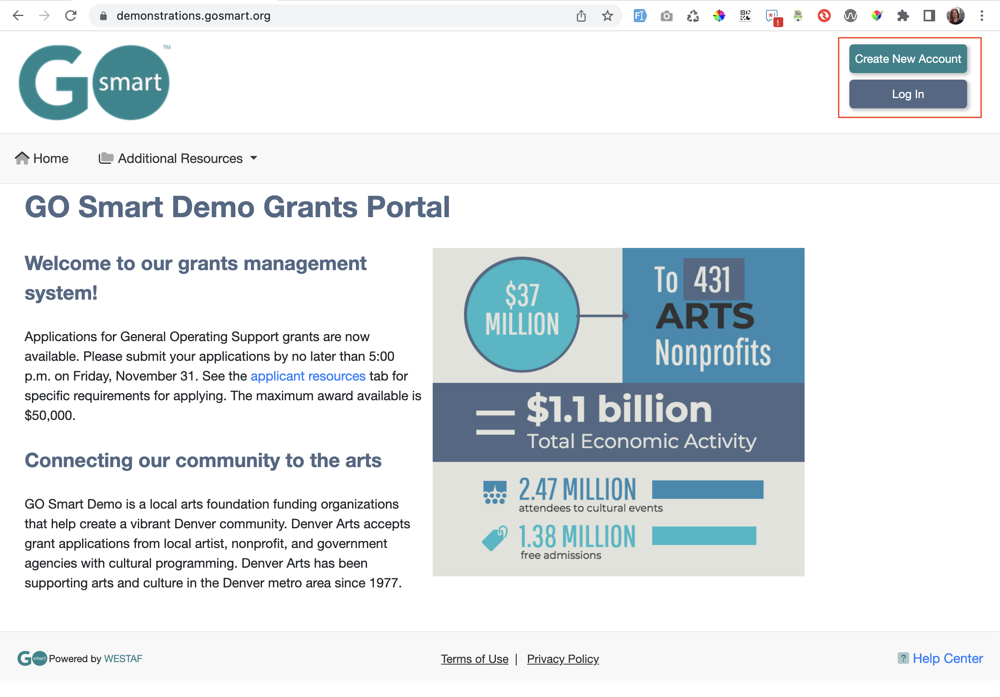 demonstrations.gosmart.org
GO smart ™
Create New Account
Log In
Home
Additional Resources
GO Smart Demo Grants Portal
Welcome to our grants management
system!
Applications for General Operating Support grants are now
available. Please submit your applications by no later than 5:00
p.m. on Friday, November 31. See the applicant resources tab for
specific requirements for applying. The maximum award available is
$50,000.
Connecting our community to the arts
GO Smart Demo is a local arts foundation funding organizations
that help create a vibrant Denver community. Denver Arts accepts
grant applications from local artist, nonprofit, and government
agencies with cultural programming. Denver Arts has been
supporting arts and culture in the Denver metro area since 1977.
$37
MILLION
To 431
ARTS
Nonprofits
= $1.1 billion
Total Economic Activity
2.47 MILLION
attendees to cultural events
1.38 MILLION
free admissions
GO smart Powered by WESTAF
Terms of Use | Privacy Policy
? Help Center